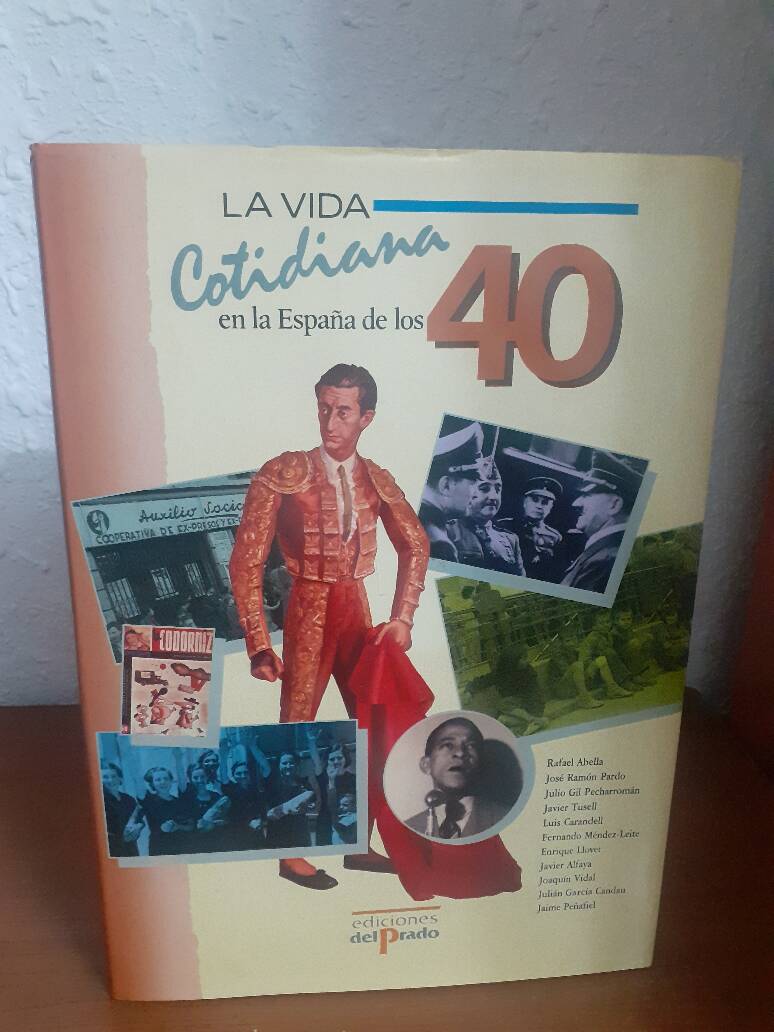 LA VIDA
Cotidiana
en la España de los 40
Auxilio Social
COOPERATIVA DE EX-PRESOS Y EX-
CODORNIZ
Rafael Abella
José Ramón Pardo
Julio Gil Pecharromán
Javier Tusell
Luis Carandell
Fernando Méndez-Leite
Enrique Llovet
Javier Alfaya
Joaquín Vidal
Julián García Candau
Jaime Peñafiel
ediciones
del Prado